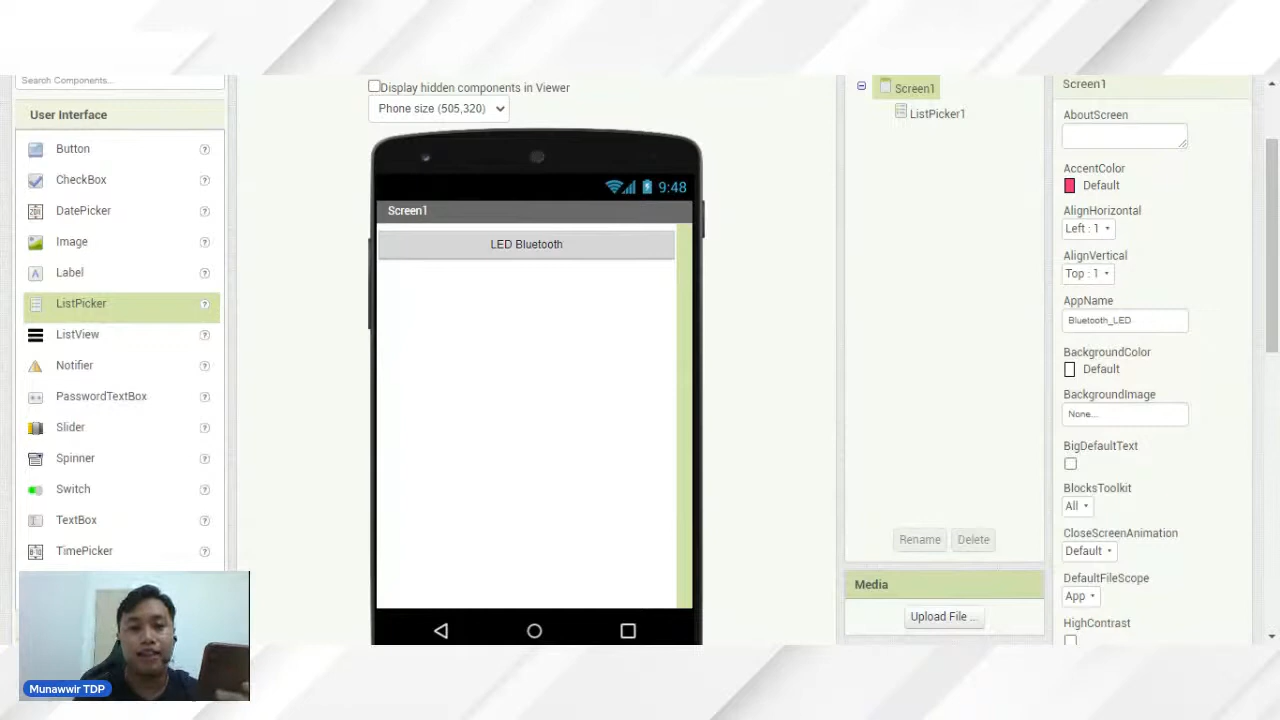 Search Components...
User Interface
Button
CheckBox
DatePicker
Image
Label
ListPicker
ListView
Notifier
PasswordTextBox
Slider
Spinner
Switch
TextBox
TimePicker
Munawwir TDP
Display hidden components in Viewer
Phone size (505,320)
9:48
Screen1
LED Bluetooth
Screen1
ListPicker1
Rename
Delete
Media
Upload File ...
Screen1
AboutScreen
AccentColor
Default
AlignHorizontal
Left : 1
AlignVertical
Top : 1
AppName
Bluetooth_LED
BackgroundColor
Default
BackgroundImage
None...
BigDefaultText
BlocksToolkit
All
CloseScreenAnimation
Default
DefaultFileScope
App
HighContrast